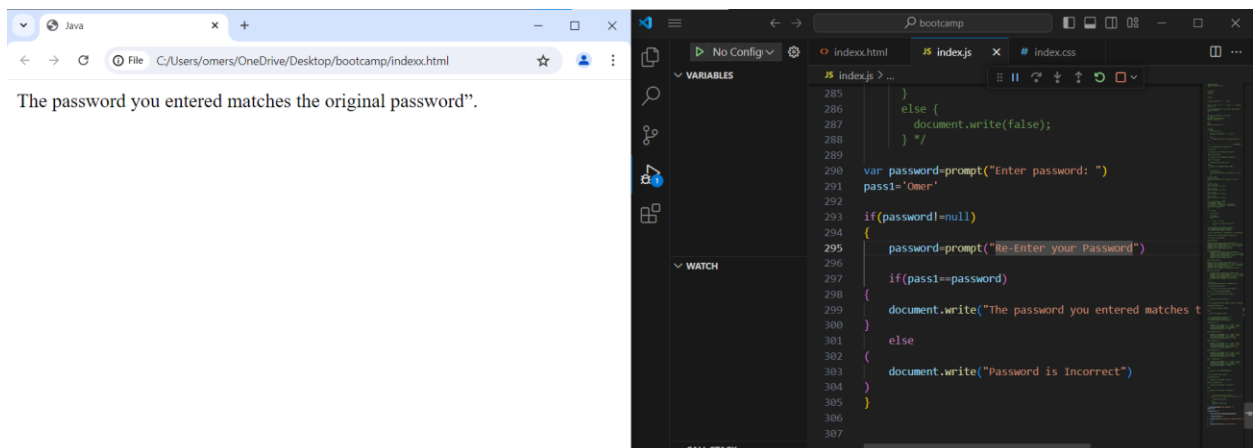 Java
File C:/Users/omers/OneDrive/Desktop/bootcamp/indexx.html
The password you entered matches the original password”.
bootcamp
No Config
indexx.html
JS index.js
# index.css
VARIABLES
JS index.js > ...
285 }
286 else {
287 document.write(false);
288 } */
289
290 var password=prompt("Enter password: ")
291 pass1='Omer'
292
293 if(password!=null)
294 {
295 password=prompt("Re-Enter your Password")
296
WATCH
297 if(pass1==password)
298 {
299 document.write("The password you entered matches t
300 }
301 else
302 (
303 document.write("Password is Incorrect")
304 )
305 }
306
307
1